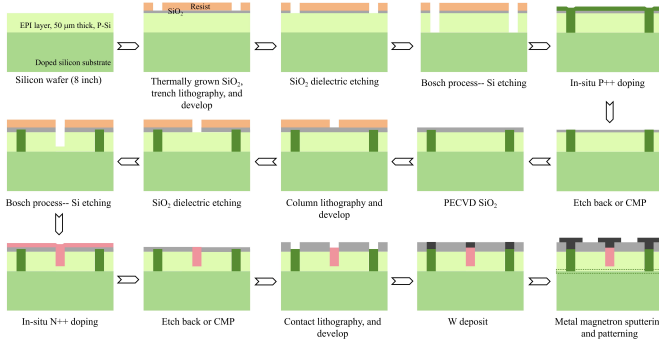 Resist
SiO2
EPI layer, 50 μm thick, P-Si
Doped silicon substrate
Silicon wafer (8 inch)
Thermally grown SiO2,
trench lithography, and
develop
SiO2 dielectric etching
Bosch process-- Si etching
In-situ P++ doping
Bosch process-- Si etching
SiO2 dielectric etching
Column lithography and
develop
PECVD SiO2
Etch back or CMP
In-situ N++ doping
Etch back or CMP
Contact lithography, and
develop
W deposit
Metal magnetron sputterin
and patterning